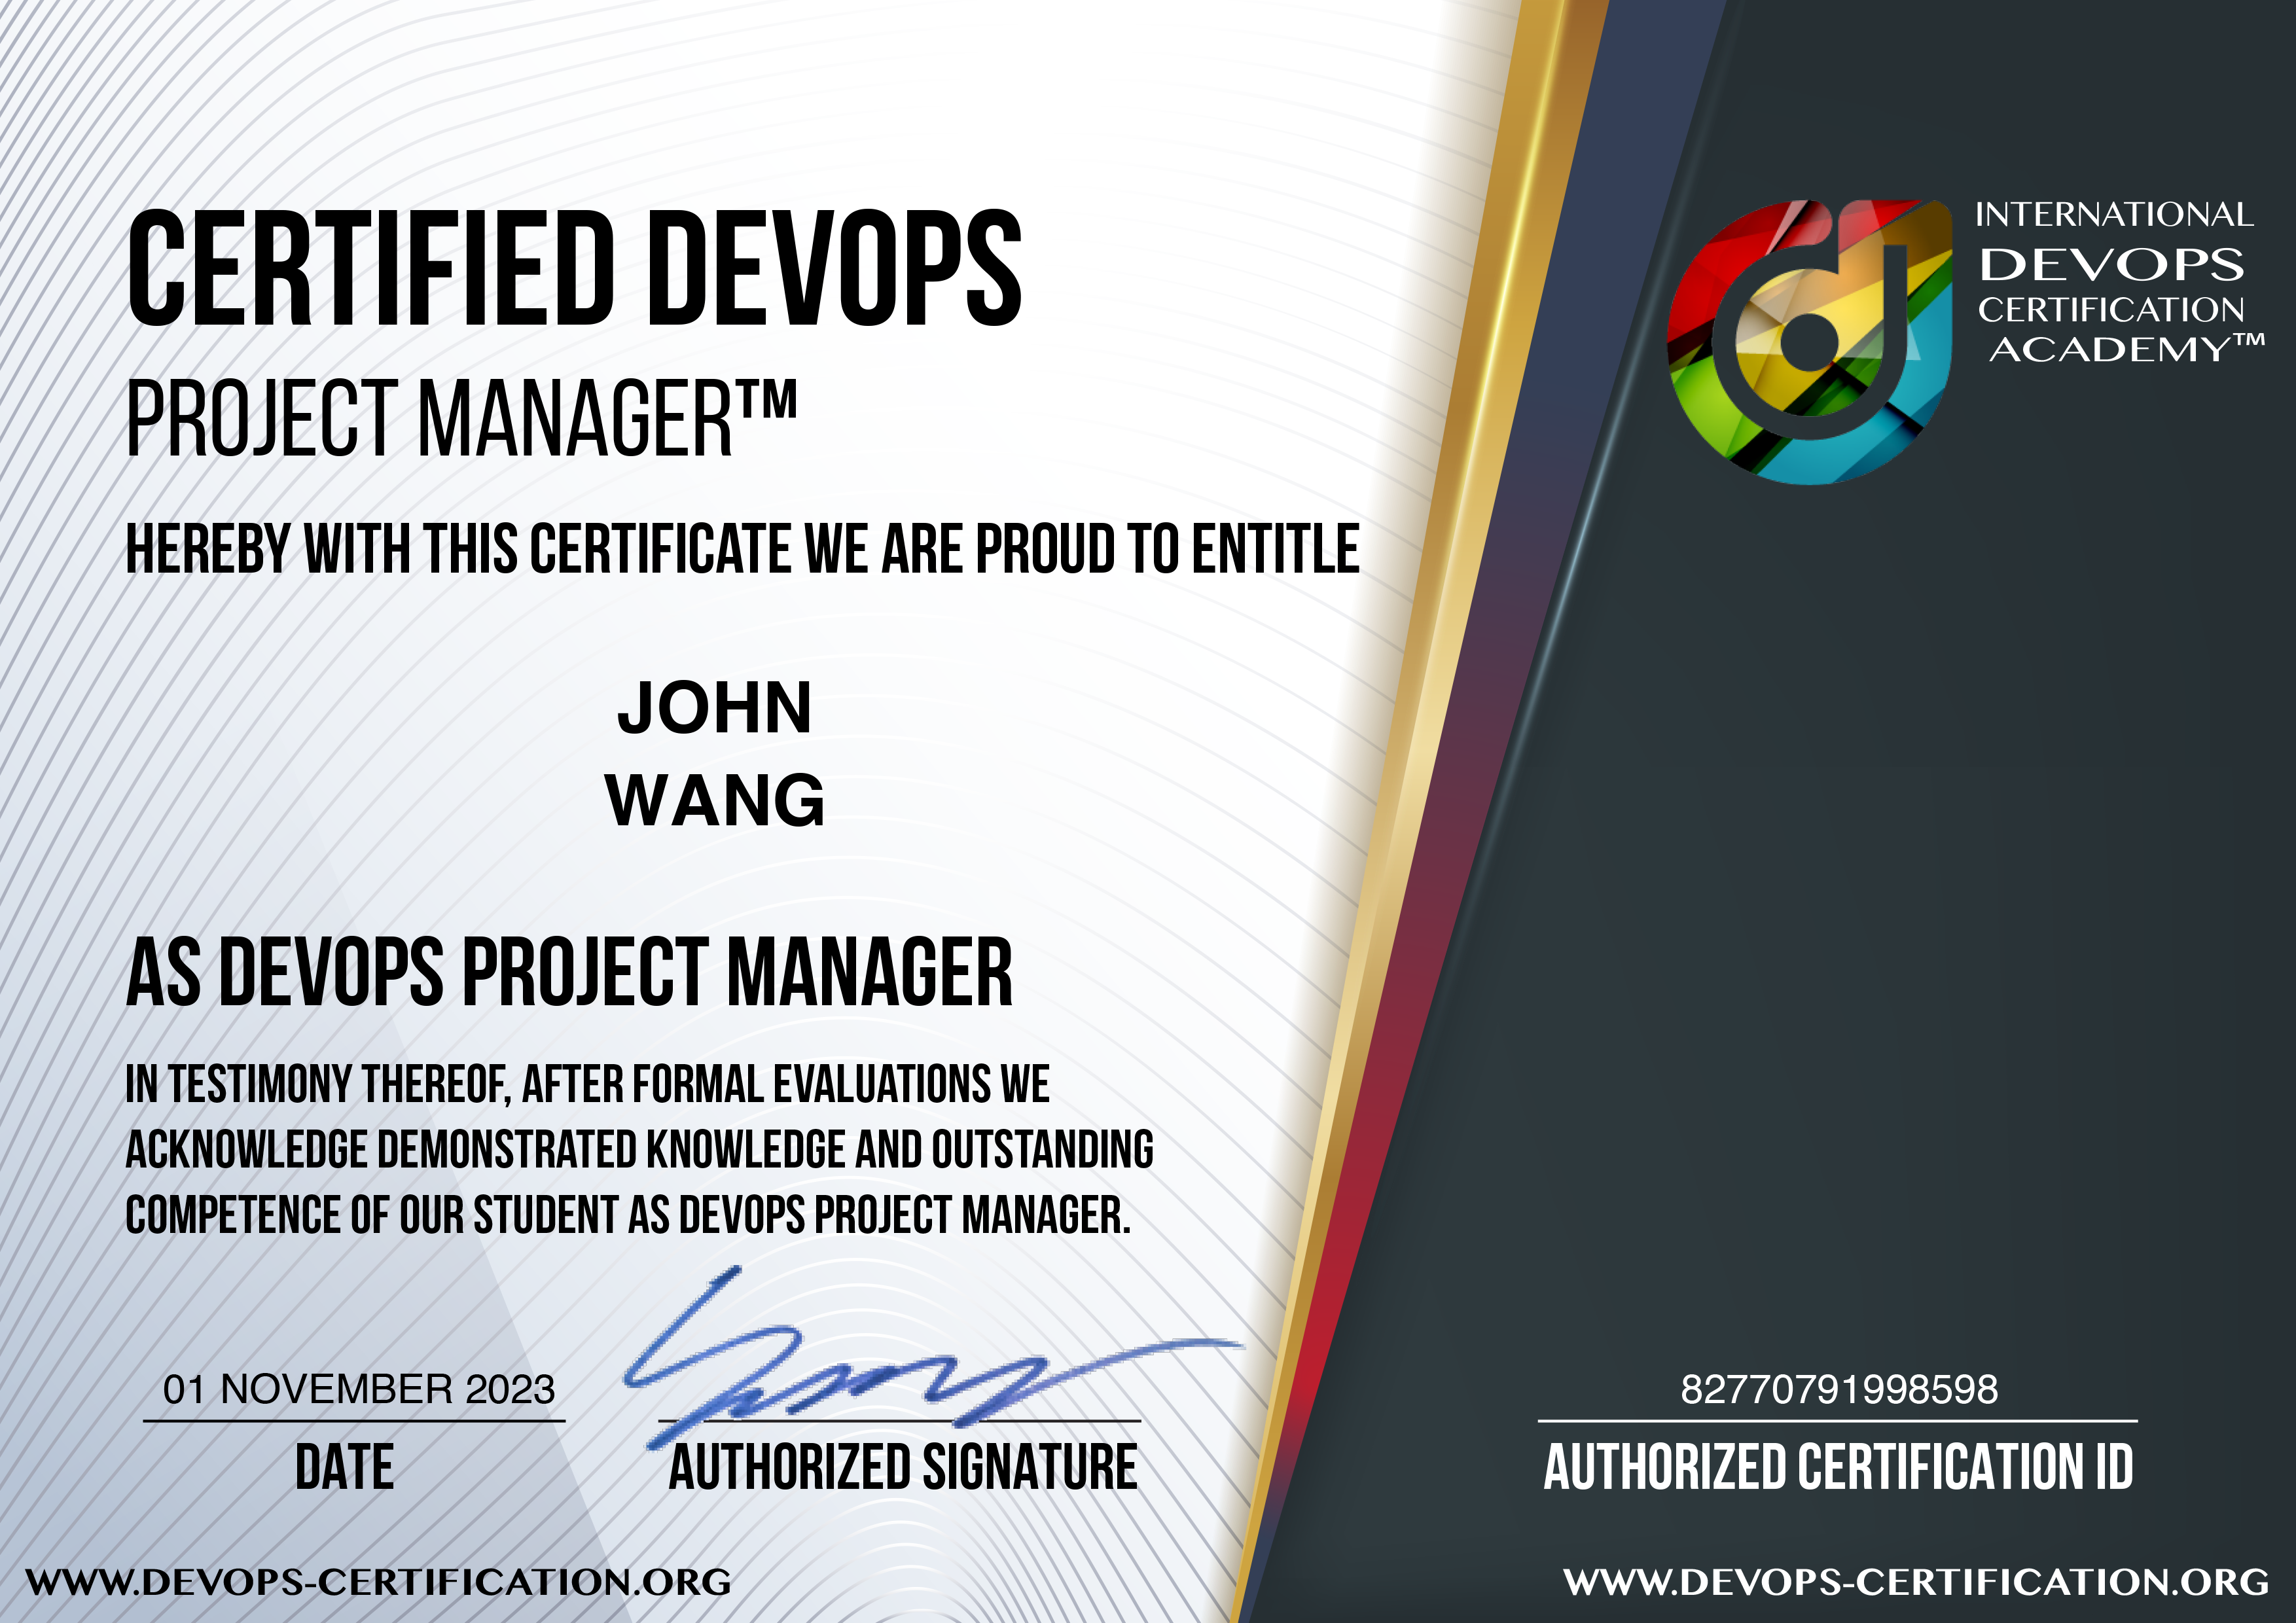 CERTIFIED DEVOPS
PROJECT MANAGER™
HEREBY WITH THIS CERTIFICATE WE ARE PROUD TO ENTITLE
JOHN
WANG
AS DEVOPS PROJECT MANAGER
IN TESTIMONY THEREOF, AFTER FORMAL EVALUATIONS WE
ACKNOWLEDGE DEMONSTRATED KNOWLEDGE AND OUTSTANDING
COMPETENCE OF OUR STUDENT AS DEVOPS PROJECT MANAGER.
01 NOVEMBER 2023
DATE
AUTHORIZED SIGNATURE
WWW.DEVOPS-CERTIFICATION.ORG
INTERNATIONAL
DEVOPS
CERTIFICATION
ACADEMY™
82770791998598
AUTHORIZED CERTIFICATION ID
WWW.DEVOPS-CERTIFICATION.ORG